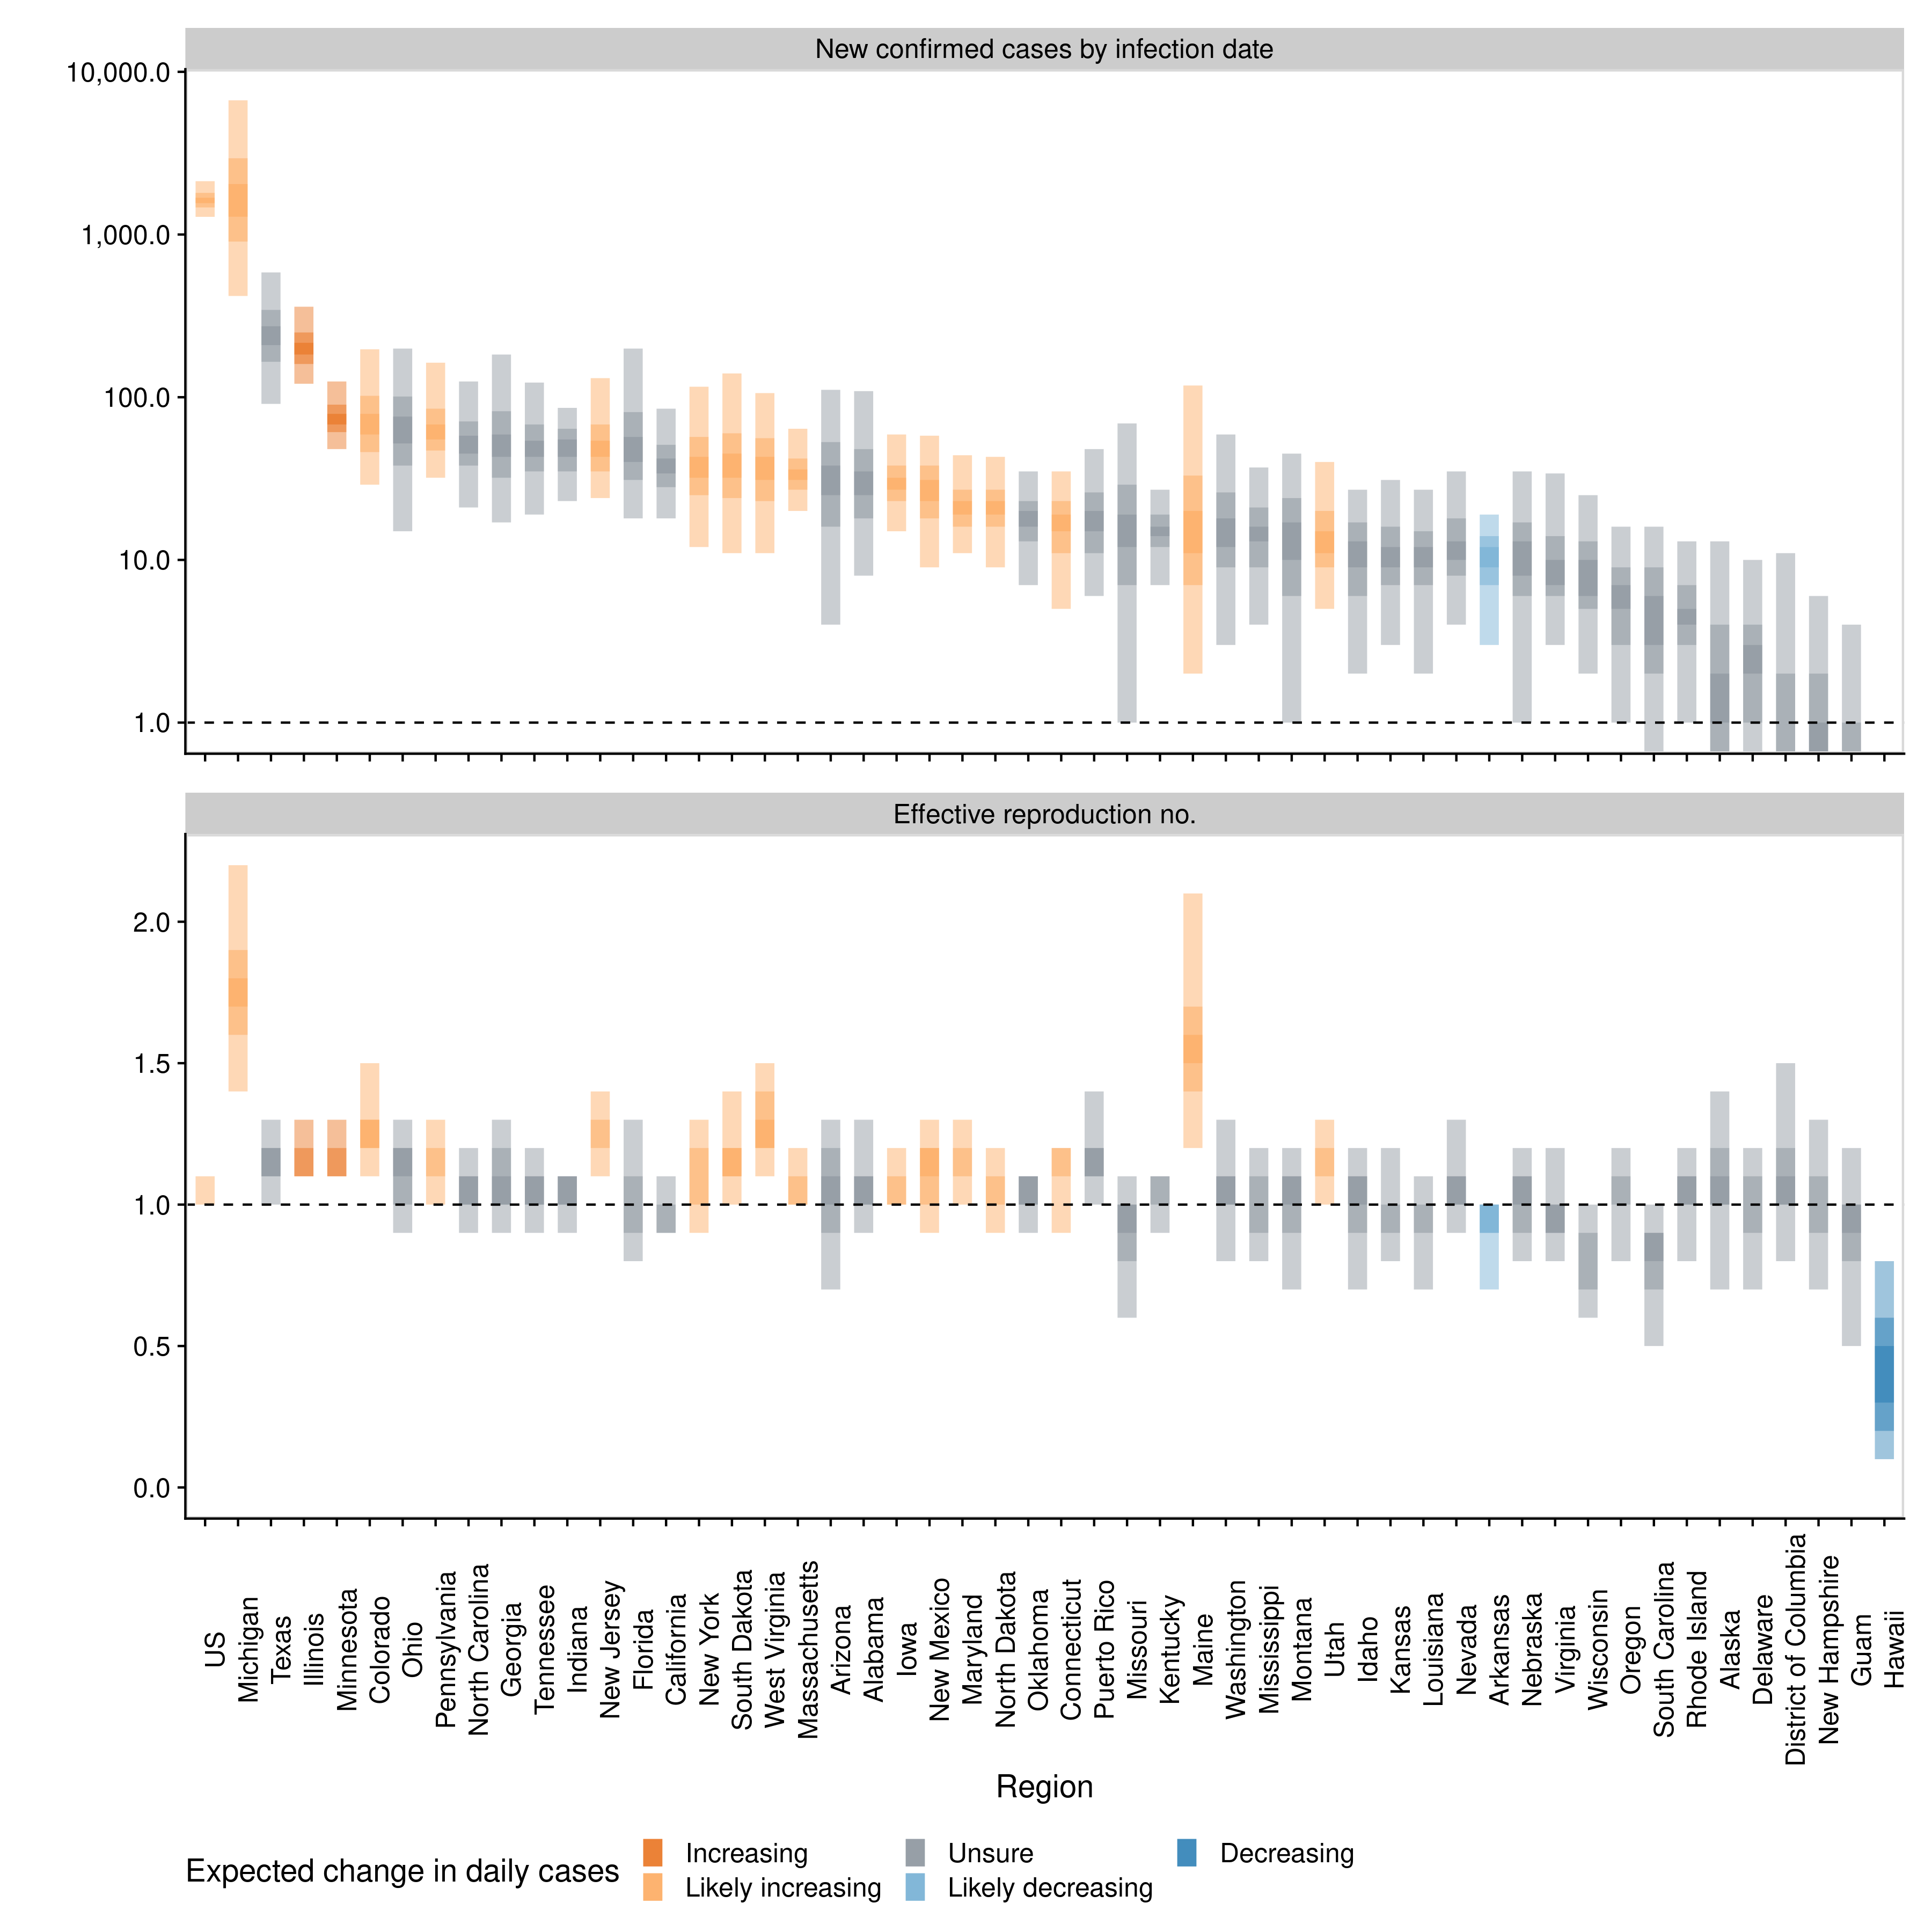 New confirmed cases by infection date
10,000.0
1,000.0
100.0
10.0
1.0
Effective reproduction no.
2.0
1.5
1.0
0.5
0.0
US
Michigan
Texas
Illinois
Minnesota
Colorado
Ohio
Pennsylvania
North Carolina
Georgia
Tennessee
Indiana
New Jersey
Florida
California
New York
South Dakota
West Virginia
Massachusetts
Arizona
Alabama
Iowa
New Mexico
Maryland
North Dakota
Oklahoma
Connecticut
Puerto Rico
Missouri
Kentucky
Maine
Washington
Mississippi
Montana
Utah
Idaho
Kansas
Louisiana
Nevada
Arkansas
Nebraska
Virginia
Wisconsin
Oregon
South Carolina
Rhode Island
Alaska
Delaware
District of Columbia
New Hampshire
Guam
Hawaii
Region
Expected change in daily cases
Increasing
Likely increasing
Unsure
Likely decreasing
Decreasing